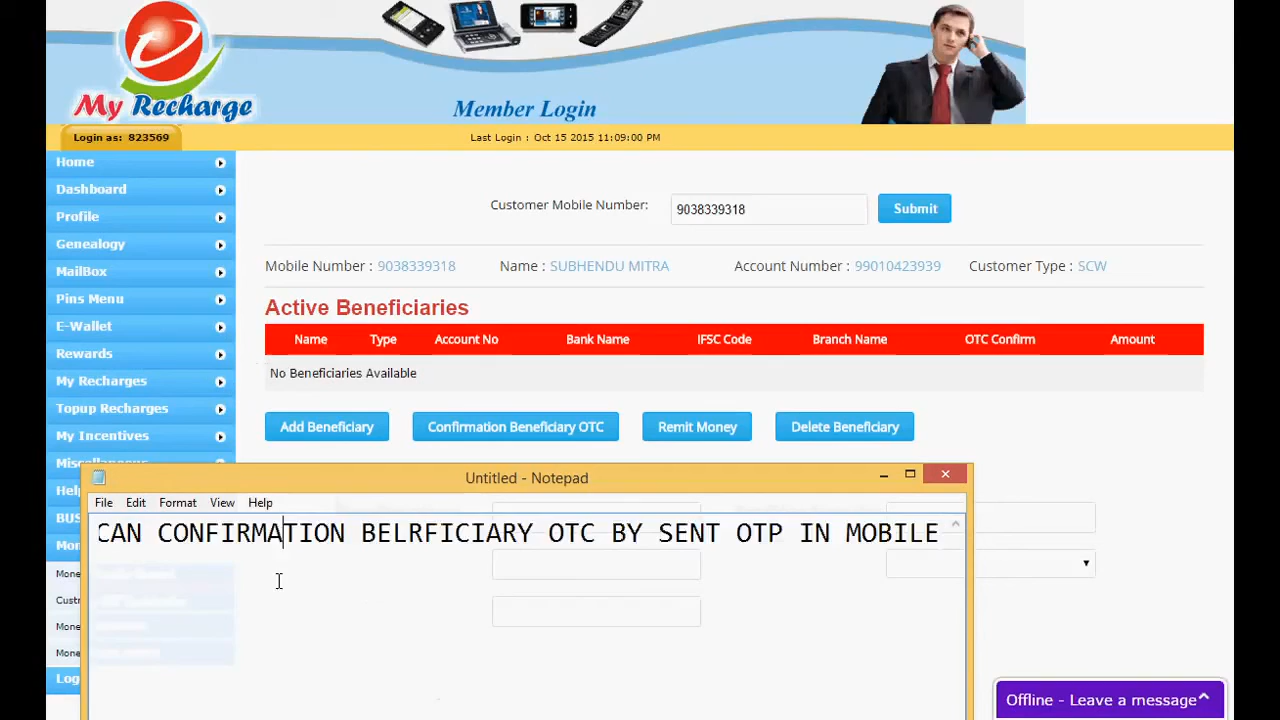 My Recharge
Member Login
Login as: 823569
Last Login : Oct 15 2015 11:09:00 PM
Home
Dashboard
Profile
Genealogy
MailBox
Pins Menu
E-Wallet
Rewards
My Recharges
Topup Recharges
My Incentives
Customer Mobile Number:
9038339318
Submit
Mobile Number : 9038339318
Name : SUBHENDU MITRA
Account Number : 99010423939
Customer Type : SCW
Active Beneficiaries
Name Type Account No Bank Name IFSC Code Branch Name OTC Confirm Amount
No Beneficiaries Available
Add Beneficiary
Confirmation Beneficiary OTC
Remit Money
Delete Beneficiary
Untitled - Notepad
File Edit Format View Help
CAN CONFIRMATION BELRFICIARY OTC BY SENT OTP IN MOBILE
Offline - Leave a message